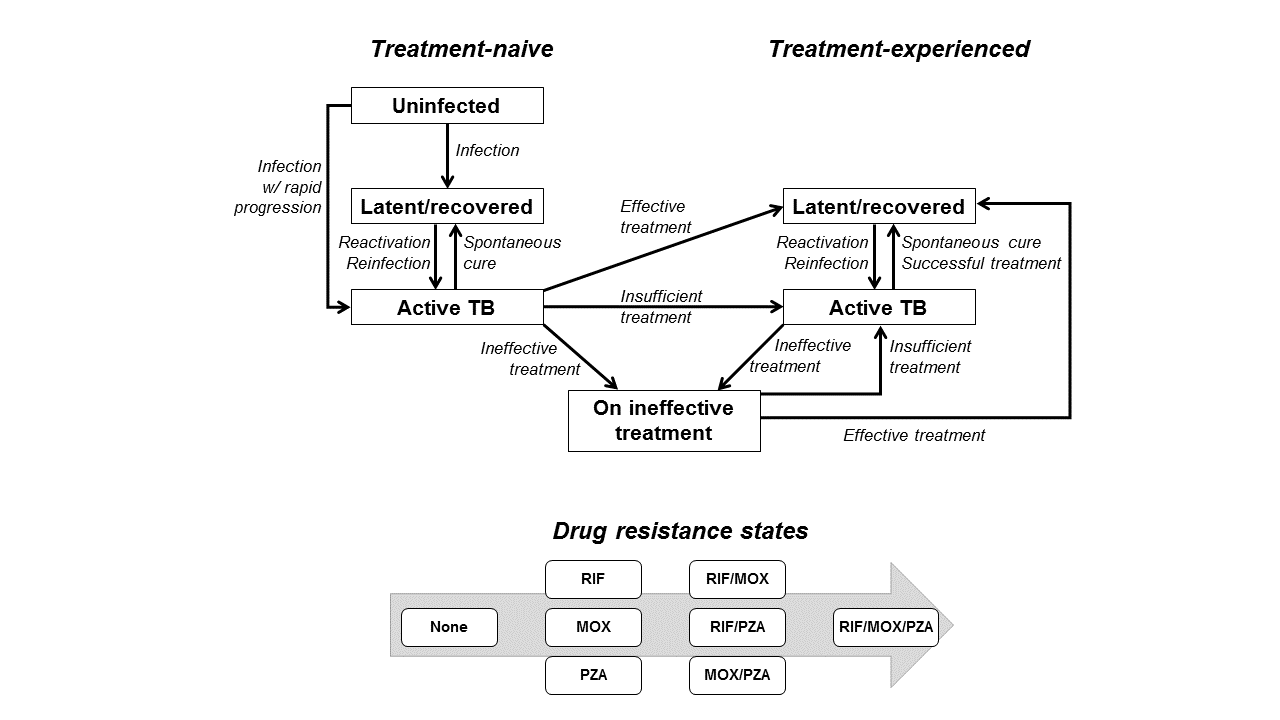 Treatment-naive
Treatment-experienced
Uninfected
Infection
Infection
w/ rapid
progression
Latent/recovered
Effective
treatment
Latent/recovered
Reactivation
Reinfection
Spontaneous
cure
Reactivation
Reinfection
Spontaneous cure
Successful treatment
Active TB
Insufficient
treatment
Active TB
Ineffective
treatment
Ineffective
treatment
Insufficient
treatment
On ineffective
treatment
Effective treatment
Drug resistance states
RIF
RIF/MOX
None
MOX
RIF/PZA
RIF/MOX/PZA
PZA
MOX/PZA